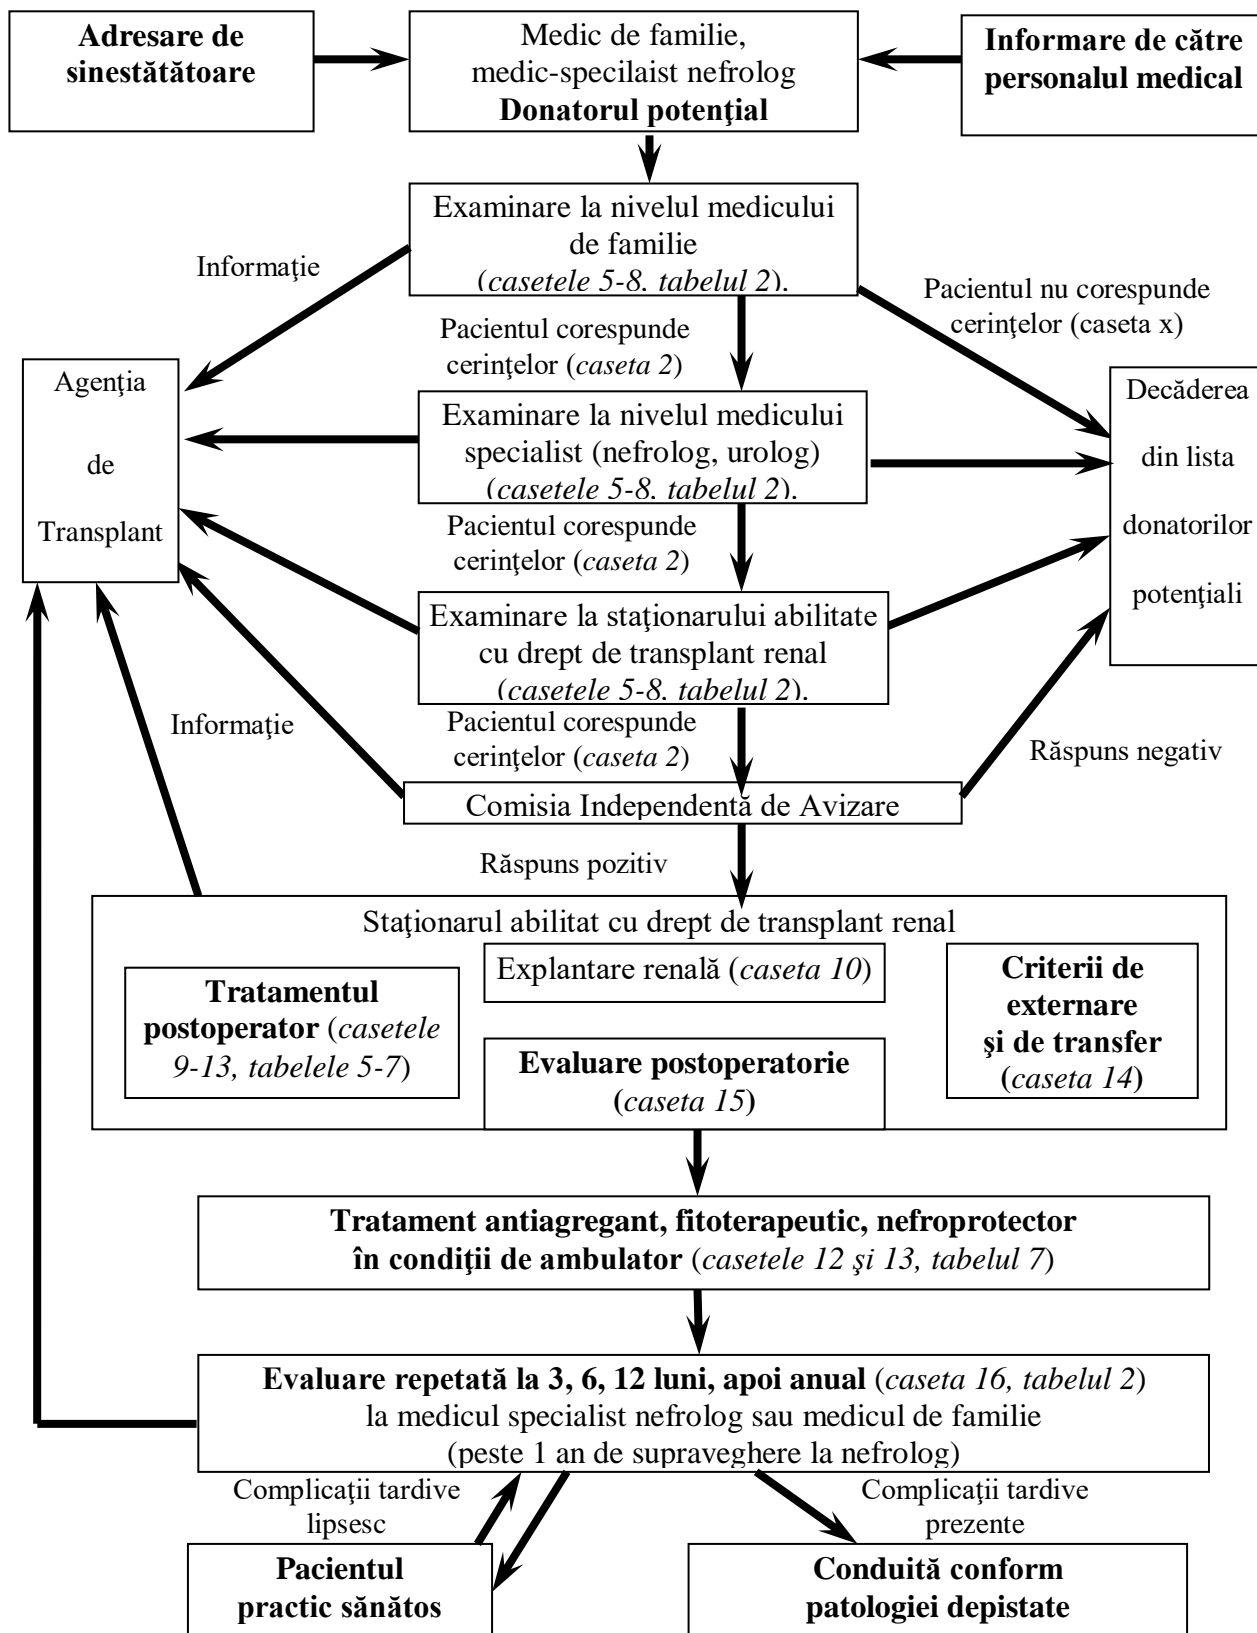 Adresare de
sinestătătoare
Medic de familie,
medic-specilaist nefrolog
Donatorul potenţial
Informare de către
personalul medical
Examinare la nivelul medicului
de familie
(casetele 5-8, tabelul 2).
Informaţie
Pacientul nu corespunde
cerinţelor (caseta x)
Pacientul corespunde
cerinţelor (caseta 2)
Agenţia
de
Transplant
Examinare la nivelul medicului
specialist (nefrolog, urolog)
(casetele 5-8, tabelul 2).
Decăderea
din lista
donatorilor
potenţiali
Pacientul corespunde
cerinţelor (caseta 2)
Examinare la staţionarului abilitate
cu drept de transplant renal
(casetele 5-8, tabelul 2).
Informaţie
Pacientul corespunde
cerinţelor (caseta 2)
Răspuns negativ
Comisia Independentă de Avizare
Răspuns pozitiv
Staţionarul abilitat cu drept de transplant renal
Tratamentul
postoperator (casetele
9-13, tabelele 5-7)
Explantare renală (caseta 10)
Evaluare postoperatorie
(caseta 15)
Criterii de
externare
şi de transfer
(caseta 14)
Tratament antiagregant, fitoterapeutic, nefroprotector
în condiţii de ambulator (casetele 12 şi 13, tabelul 7)
Evaluare repetată la 3, 6, 12 luni, apoi anual (caseta 16, tabelul 2)
la medicul specialist nefrolog sau medicul de familie
(peste 1 an de supraveghere la nefrolog)
Complicaţii tardive
lipsesc
Complicaţii tardive
prezente
Pacientul
practic sănătos
Conduită conform
patologiei depistate